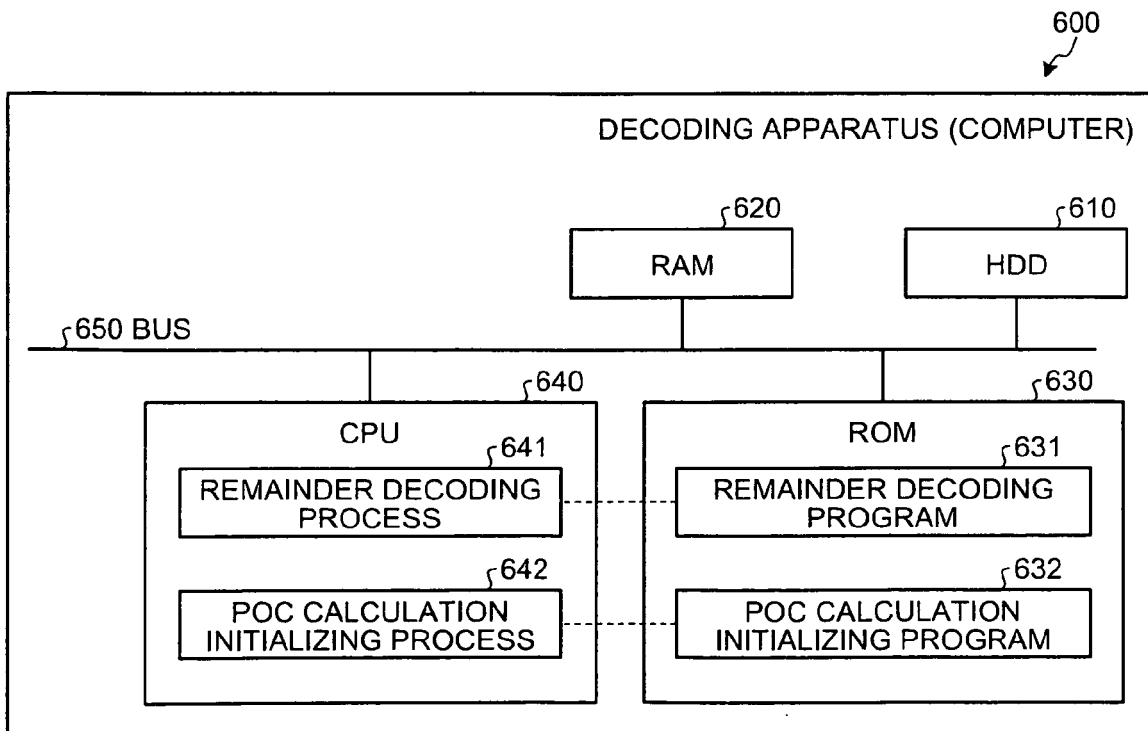 600
DECODING APPARATUS (COMPUTER)
620
RAM
610
HDD
650 BUS
640
CPU
641
REMAINDER DECODING
PROCESS
642
POC CALCULATION
INITIALIZING PROCESS
630
ROM
631
REMAINDER DECODING
PROGRAM
632
POC CALCULATION
INITIALIZING PROGRAM